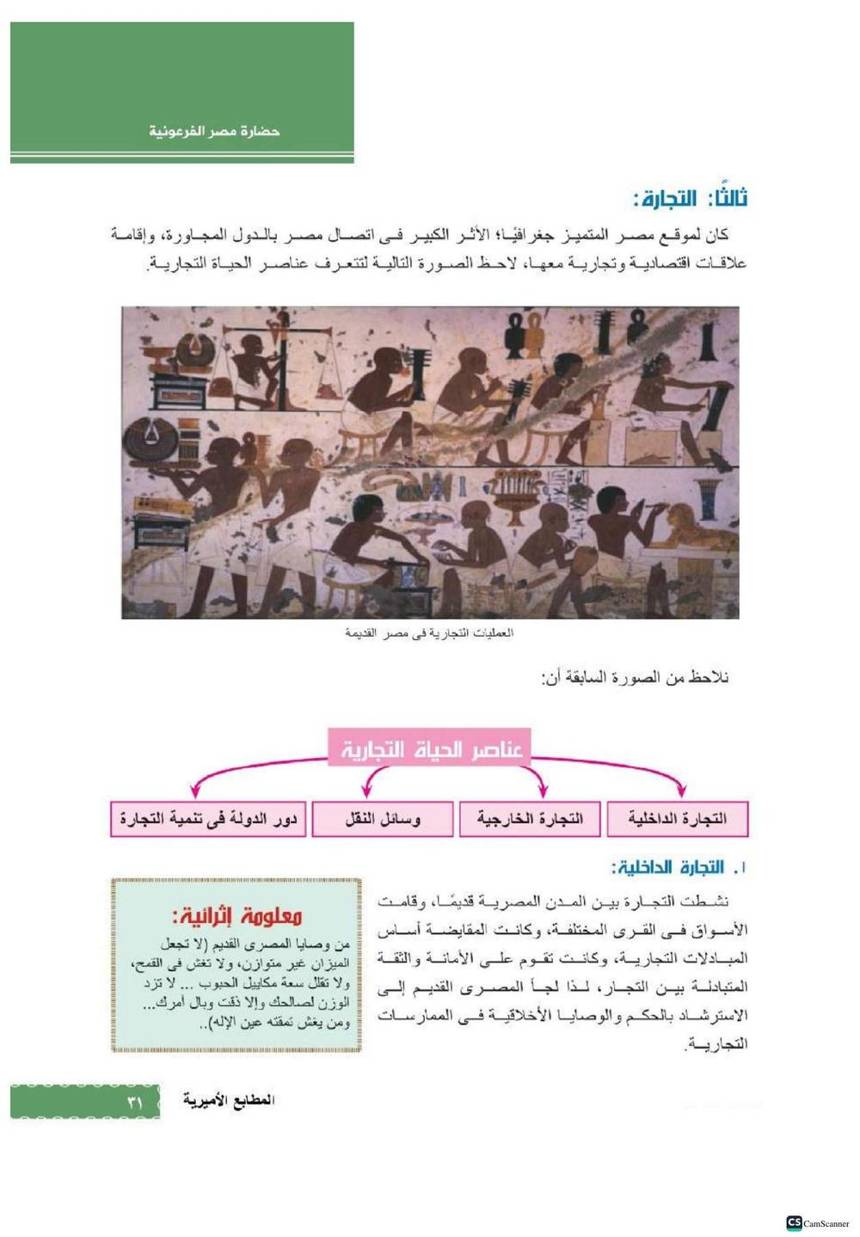 حضارة مصر الفرعونية
ثالثًا: التجارة:
كان لموقع مصر المتميز جغرافيًا؛ الأثر الكبير فى اتصال مصر بالدول المجاورة، وإقامة
علاقات اقتصادية وتجارية معها، لاحظ الصورة التالية لتتعرف عناصر الحياة التجارية.
العمليات التجارية فى مصر القديمة
نلاحظ من الصورة السابقة أن:
عناصر الحياة التجارية
التجارة الداخلية
التجارة الخارجية
وسائل النقل
دور الدولة فى تنمية التجارة
١. التجارة الداخلية:
نشطت التجارة بين المدن المصرية قديمًا، وقامت
الأسواق فى القرى المختلفة، وكانت المقايضة أساس
المبادلات التجارية، وكانت تقوم على الأمانة والثقة
المتبادلة بين التجار، لذا لجأ المصرى القديم إلى
الاسترشاد بالحكم والوصايا الأخلاقية فى الممارسات
التجارية.
معلومة إثرائية:
من وصايا المصرى القديم (لا تجعل
الميزان غير متوازن، ولا تغش فى القمح،
ولا تقلل سعة مكاييل الحبوب ... لا تزد
الوزن لصالحك وإلا ذقت وبال أمرك...
ومن يغش تمقته عين الإله)..
المطابع الأميرية
٣١
CS CamScanner